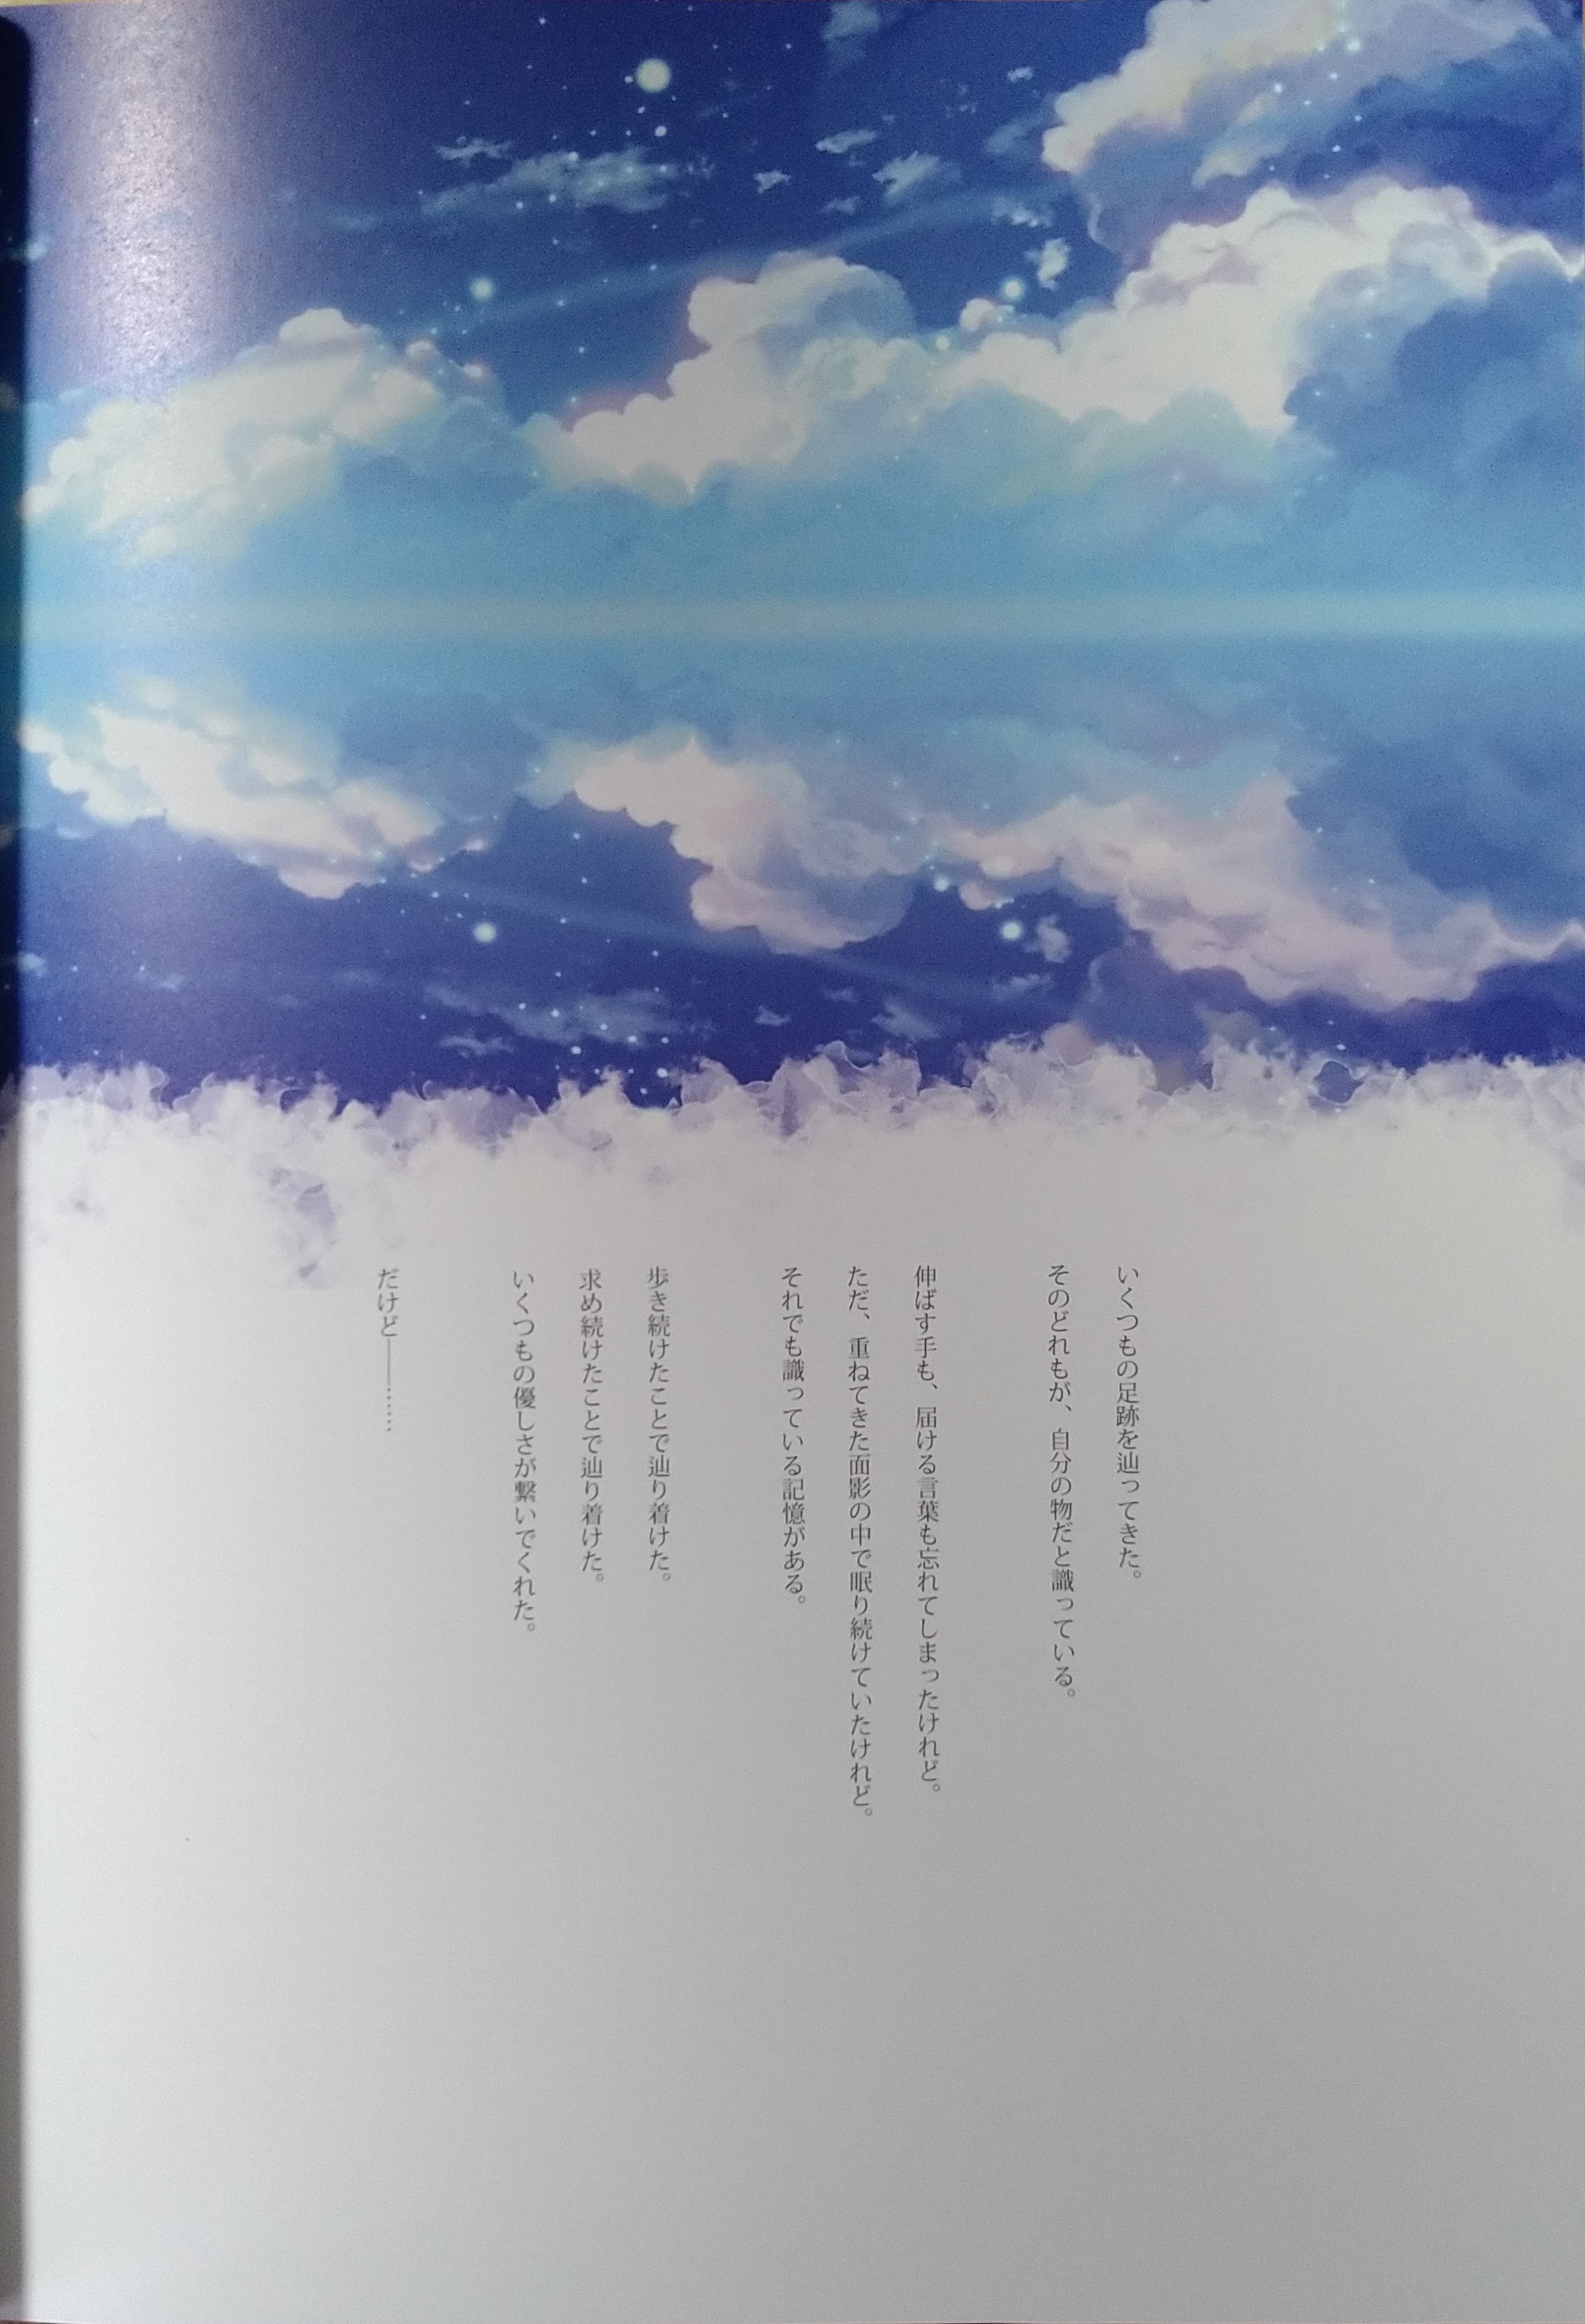 いくつもの足跡を辿ってきた。
そのどれもが、自分の物だと識っている。
伸ばす手も、届ける言葉も忘れてしまったけれど。
ただ、重ねてきた面影の中で眠り続けていたけれど。
それでも識っている記憶がある。
歩き続けたことで辿り着けた。
求め続けたことで辿り着けた。
いくつもの優しさが繋いでくれた。
だけど――……